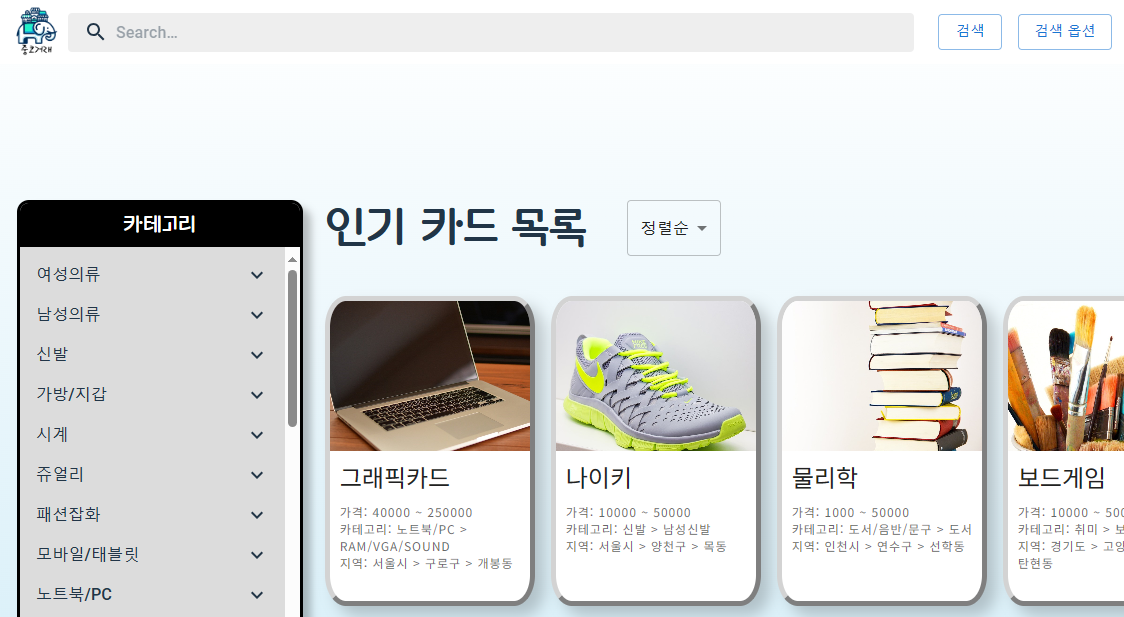 중고거래
Search...
검색
검색 옵션
카테고리
여성의류
남성의류
신발
가방/지갑
시계
쥬얼리
패션잡화
모바일/태블릿
노트북/PC
인기 카드 목록
정렬순
그래픽카드
가격: 40000 ~ 250000
카테고리: 노트북/PC >
RAM/VGA/SOUND
지역: 서울시 > 구로구 > 개봉동
나이키
가격: 10000 ~ 50000
카테고리: 신발 > 남성신발
지역: 서울시 > 양천구 > 목동
물리학
가격: 1000 ~ 50000
카테고리: 도서/음반/문구 > 도서
지역: 인천시 > 연수구 > 선학동
보드게임
가격: 10000 ~ 500
카테고리: 취미 > 보
지역: 경기도 > 고양
탄현동